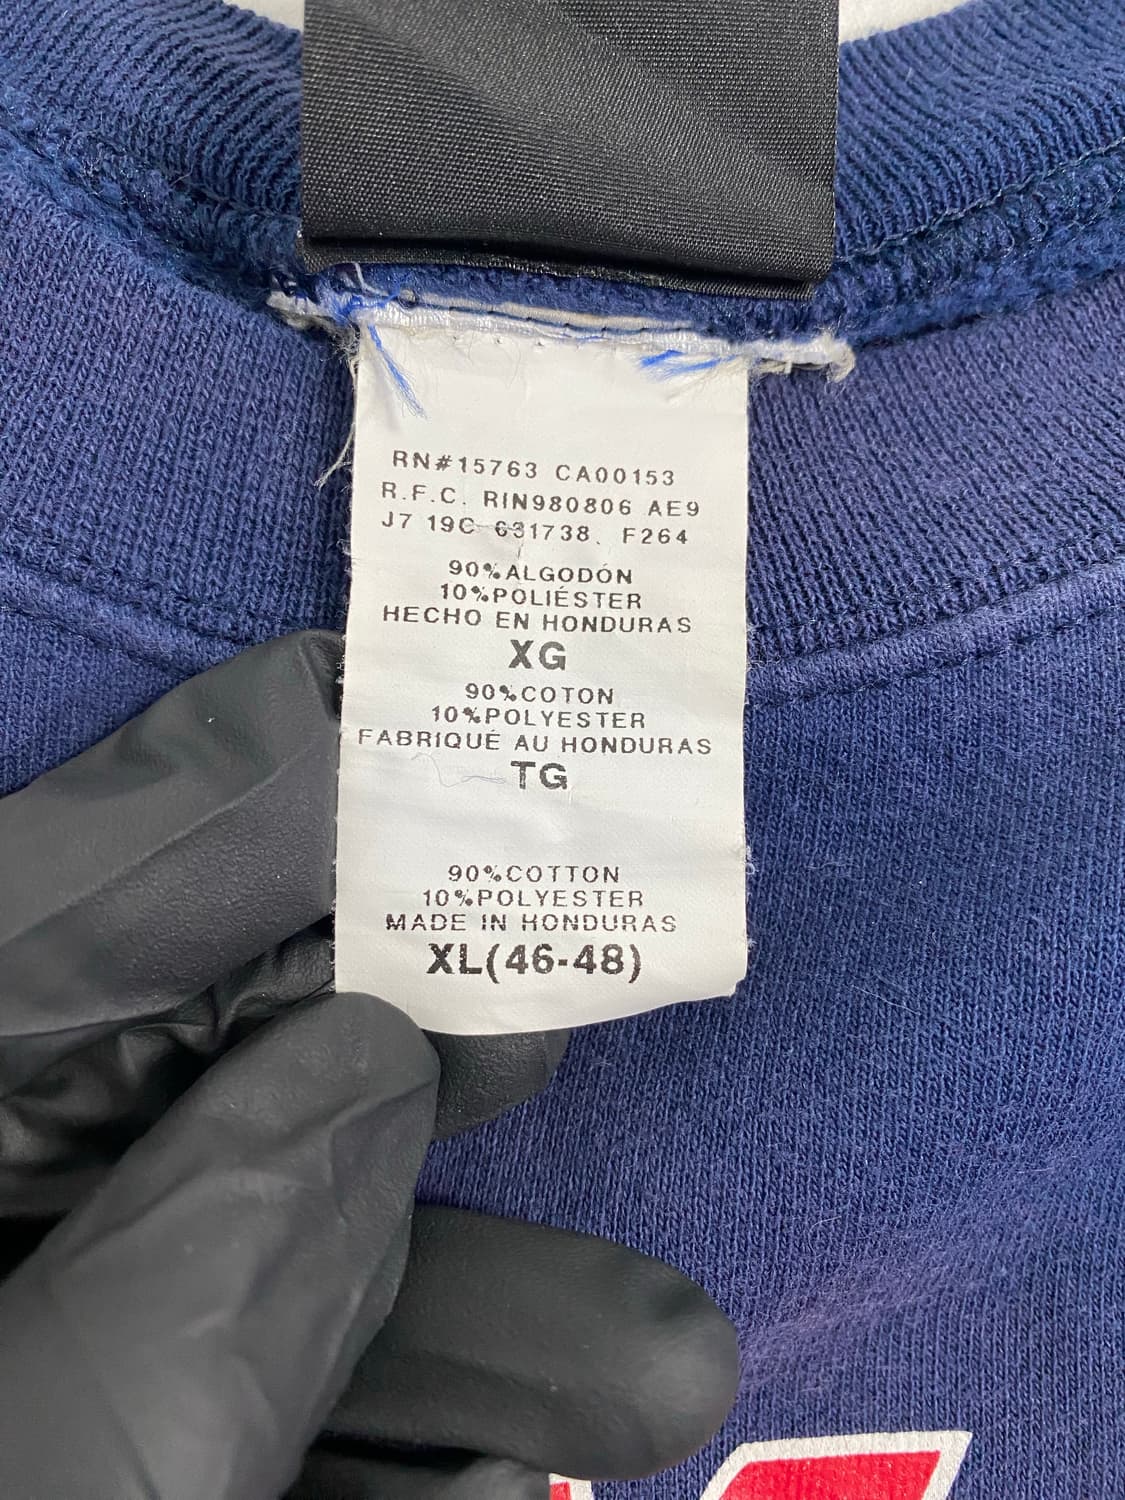 RN#15763 CA00153
R.F.C. RIN980806 AE9
J7 19C 631738. F264
90%ALGODÓN
10%POLIÉSTER
HECHO EN HONDURAS
XG
90%COTON
10%POLYESTER
FABRIQUÉ AU HONDURAS
TG
90%COTTON
10%POLYESTER
MADE IN HONDURAS
XL(46-48)